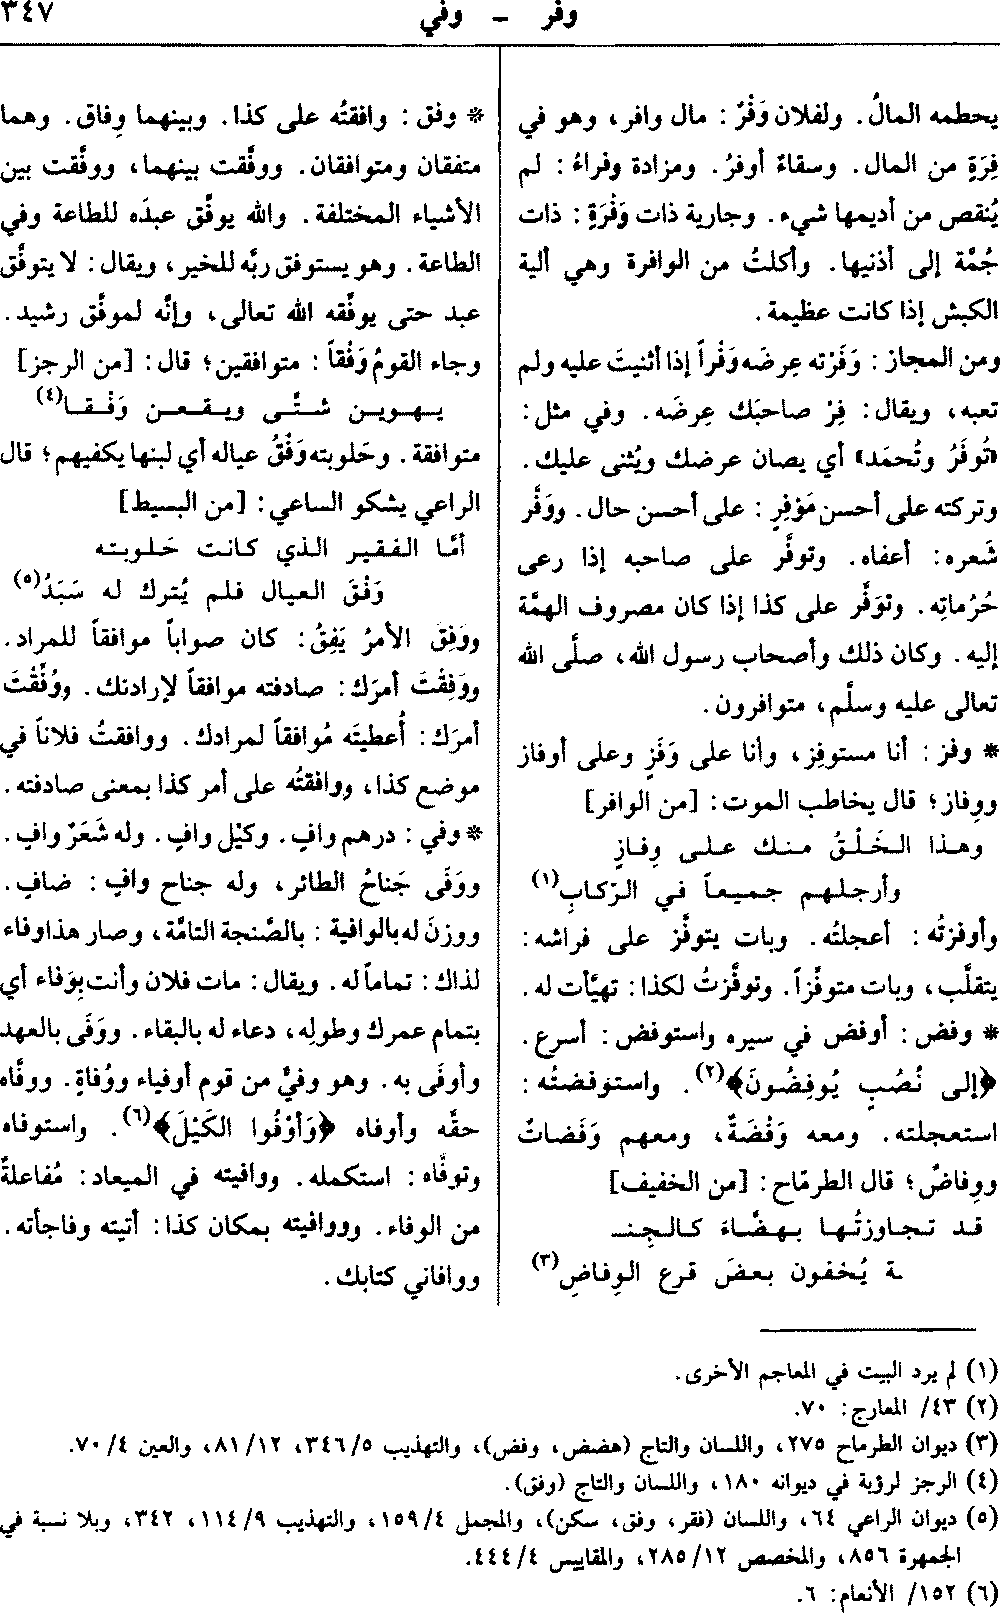 وفر - وفي
٣٤٧
يحطمه المالُ. ولفلان وَفْرٌ: مال وافر، وهو في
فِرَةٍ من المال. وسقاءٌ أوفرُ. ومزادة وفراءُ: لم
يُنقص من أديمها شيء. وجارية ذات وَفْرَةٍ: ذات
جُمَّة إلى أذنيها. وأكلتُ من الوافرة وهي ألية
الكبش إذا كانت عظيمة.
ومن المجاز: وَفَرْته عِرضَه وَفْراً إذا أثنيتَ عليه ولم
تعبه، ويقال: فِرْ صاحبَك عِرضَه. وفي مثل:
«تُوفَرُ وتُحمَد» أي يصان عرضك ويُثنى عليك.
وتركته على أحسن مَوْفِرٍ: على أحسن حال. ووَفَّر
شَعره: أعفاه. وتوفَّر على صاحبه إذا رعى
حُرُماتِه. وتوَفَّر على كذا إذا كان مصروف الهمَّة
إليه. وكان ذلك وأصحاب رسول الله، صلَّى الله
تعالى عليه وسلَّم، متوافرون.
* وفز: أنا مستوفِز، وأنا على وَفَزٍ وعلى أوفاز
ووِفاز؛ قال يخاطب الموت: [من الوافر]
وهذا الخَلْقُ منك على وِفازٍ
وأرجلهم جميعاً في الرّكابِ(١)
وأوفزتُه: أعجلتُه. وبات يتوفَّز على فراشه:
يتقلَّب، وبات متوفِّزاً. وتوفَّزتُ لكذا: تهيَّأت له.
* وفض: أوفض في سيره واستوفض: أسرع.
﴿إلى نُصُبٍ يُوفِضُونَ﴾(٢). واستوفضتُه:
استعجلته. ومعه وَفْضَةٌ، ومعهم وَفَضاتٌ
ووِفاضٌ؛ قال الطرمّاح: [من الخفيف]
قد تجاوزتُها بهضَّاءَ كالجِنـ
ـة يُخفون بعضَ قرع الوِفاضِ(٣)
* وفق: وافقتُه على كذا. وبينهما وِفاق. وهما
متفقان ومتوافقان. ووفَّقت بينهما، ووفَّقت بين
الأشياء المختلفة. والله يوفَّق عبدَه للطاعة وفي
الطاعة. وهو يستوفق ربَّه للخير، ويقال: لا يتوفَّق
عبد حتى يوفَّقه الله تعالى، وإنَّه لموفَّق رشيد.
وجاء القومُ وَفْقاً: متوافقين؛ قال: [من الرجز]
يهوين شتَّى ويقعن وَفْقا(٤)
متوافقة. وحَلوبته وَفْقُ عياله أي لبنها يكفيهم؛ قال
الراعي يشكو الساعي: [من البسيط]
أمَّا الفقير الذي كانت حَلوبته
وَفْقَ العيال فلم يُترك له سَبَدُ(٥)
ووَفِقَ الأمرُ يَفِقُ: كان صواباً موافقاً للمراد.
ووَفِقْتَ أمرَك: صادفته موافقاً لإرادتك. ووُفِّقْتَ
أمرَك: أُعطيتَه مُوافقاً لمرادك. ووافقتُ فلاناً في
موضع كذا، ووافقتُه على أمر كذا بمعنى صادفته.
* وفي: درهم وافٍ. وكيْل وافٍ. وله شَعَرٌ وافٍ.
ووَفَى جَناحُ الطائر، وله جناح وافٍ: ضافٍ.
ووزنَ له بالوافية: بالصَّنجة التامَّة، وصار هذا وفاء
لذاك: تماماً له. ويقال: مات فلان وأنت بِوَفاء أي
بتمام عمرك وطولِه، دعاء له بالبقاء. ووَفَى بالعهد
وأوفَى به. وهو وفيٌّ من قوم أوفياء ووُفاةٍ. ووفَّاه
حقَّه وأوفاه ﴿وَأَوْفُوا الكَيْلَ﴾(٦). واستوفاه
وتوفَّاه: استكمله. ووافيته في الميعاد: مُفاعلةٌ
من الوفاء. وووافيته بمكان كذا: أتيته وفاجأته.
ووافاني كتابك.
(١) لم يرد البيت في المعاجم الأخرى.
(٢) ٤٣/ المعارج: ٧٠.
(٣) ديوان الطرماح ٢٧٥، واللسان والتاج (هضض، وفض)، والتهذيب ٣٤٦/٥، ٨١/١٢، والعين ٧٠/٤.
(٤) الرجز لرؤبة في ديوانه ١٨٠، واللسان والتاج (وفق).
(٥) ديوان الراعي ٦٤، واللسان (فقر، وفق، سكن)، والمجمل ١٥٩/٤، والتهذيب ١١٤/٩، ٣٤٢، وبلا نسبة في
الجمهرة ٨٥٦، والمخصص ٢٨٥/١٢، والمقاييس ٤٤٤/٤.
(٦) ١٥٢/ الأنعام: ٦.